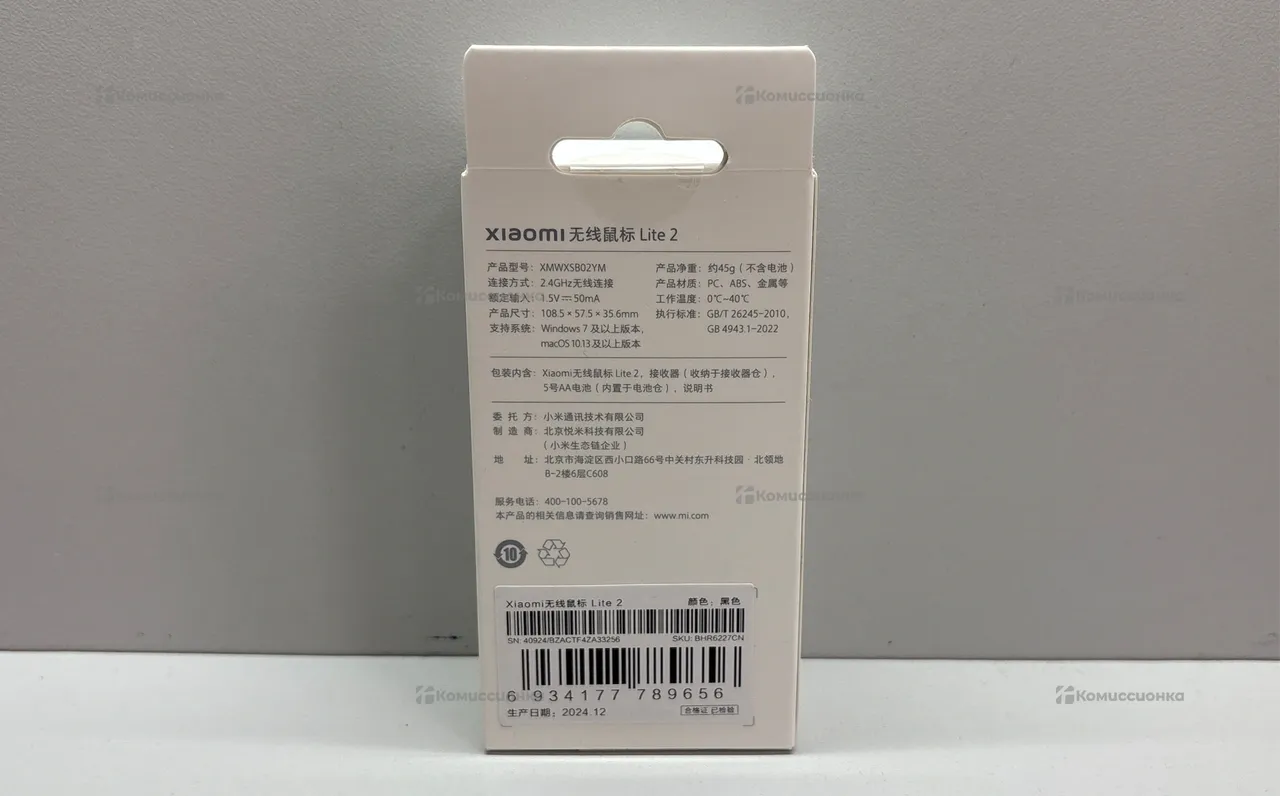 Комиссионка
Комиссионка
xiaomi 无线鼠标 Lite 2
产品型号: XMWXSB02YM
产品净重: 约45g（不含电池）
连接方式: 2.4GHz无线连接
产品材质: PC、ABS、金属等
额定输入: 1.5V⎓50mA
工作温度: 0℃-40℃
产品尺寸: 108.5×57.5×35.6mm
执行标准: GB/T 26245-2010,
GB 4943.1-2022
支持系统: Windows 7 及以上版本,
macOS 10.13 及以上版本
Комиссионка
Комиссионка
包装内含: Xiaomi无线鼠标 Lite 2，接收器（收纳于接收器仓），
5号AA电池（内置于电池仓），说明书
委托方: 小米通讯技术有限公司
制造商: 北京悦米科技有限公司
（小米生态链企业）
地址: 北京市海淀区西小口路66号中关村东升科技园·北领地
B-2楼6层C608
Комиссионка
Комиссионка
服务电话: 400-100-5678
本产品的相关信息请查询销售网址: www.mi.com
10
Xiaomi无线鼠标 Lite 2 颜色: 黑色
SN: 40924/BZACTF4ZA33256 SKU: BHR6227CN
6 934177 789656
生产日期: 2024.12 合格证 已检验
Комиссионка
Комиссионка